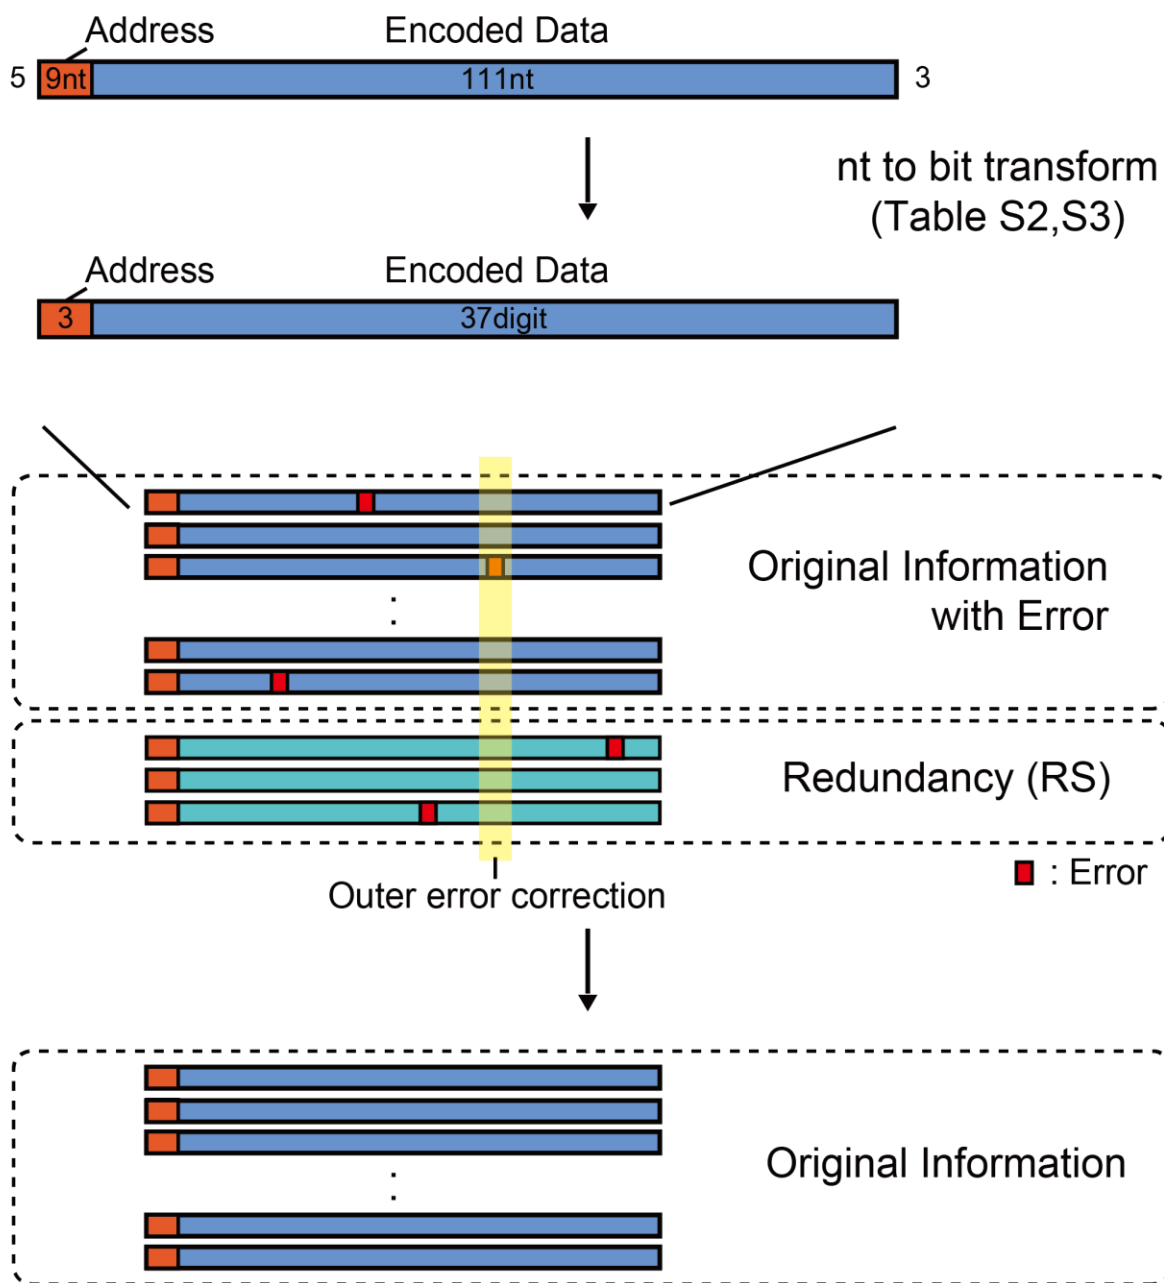 Address
Encoded Data
5
9nt
111nt
3
nt to bit transform
(Table S2,S3)
Address
Encoded Data
3
37digit
Original Information
with Error
:
Redundancy (RS)
: Error
Outer error correction
:
Original Information